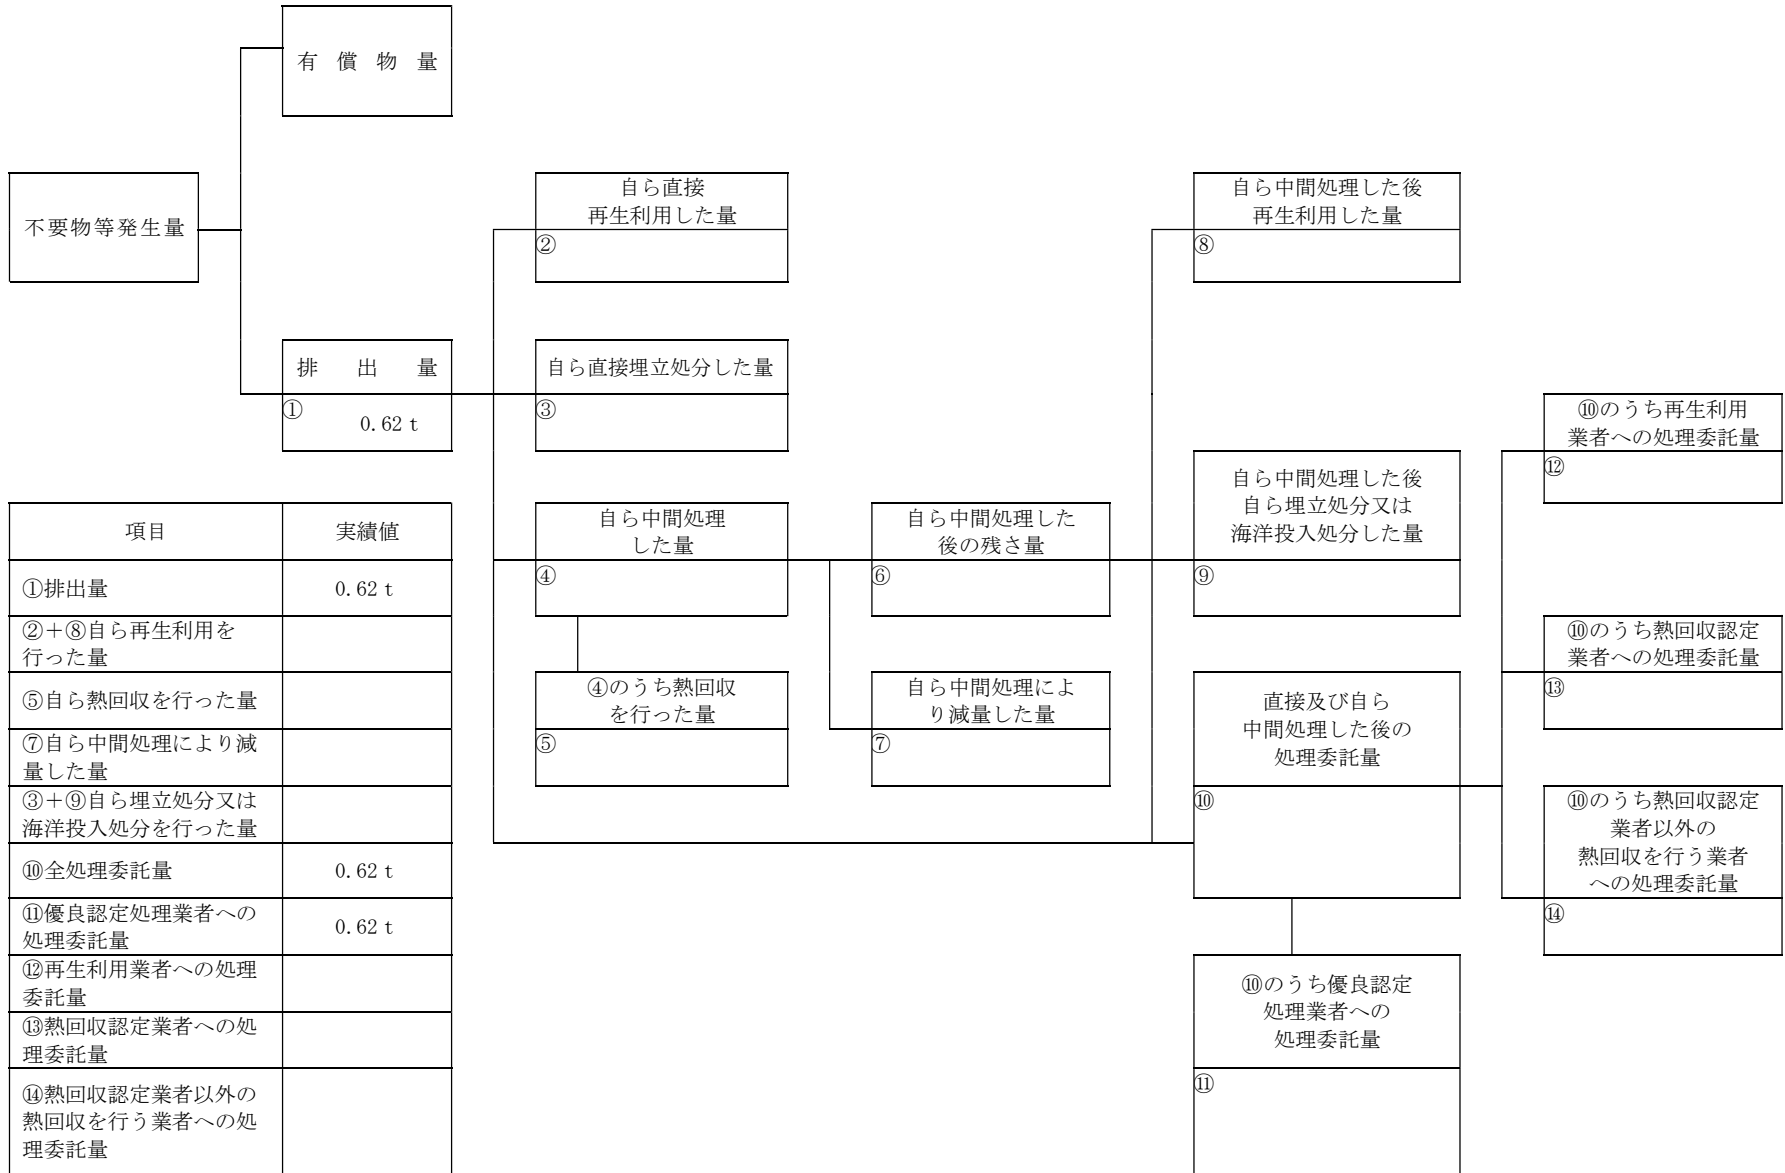 有償物量
不要物等発生量
自ら直接
再生利用した量
②
自ら中間処理した後
再生利用した量
⑧
排出量
①
0.62 t
自ら直接埋立処分した量
③
⑩のうち再生利用
業者への処理委託量
⑫
自ら中間処理
した量
④
自ら中間処理した
後の残さ量
⑥
自ら中間処理した後
自ら埋立処分又は
海洋投入処分した量
⑨
④のうち熱回収
を行った量
⑤
自ら中間処理によ
り減量した量
⑦
直接及び自ら
中間処理した後の
処理委託量
⑩
⑩のうち熱回収認定
業者への処理委託量
⑬
⑩のうち熱回収認定
業者以外の
熱回収を行う業者
への処理委託量
⑭
⑩のうち優良認定
処理業者への
処理委託量
⑪
項目 実績値
①排出量 0.62 t
②＋⑧自ら再生利用を
行った量
⑤自ら熱回収を行った量
⑦自ら中間処理により減
量した量
③＋⑨自ら埋立処分又は
海洋投入処分を行った量
⑩全処理委託量 0.62 t
⑪優良認定処理業者への
処理委託量 0.62 t
⑫再生利用業者への処理
委託量
⑬熱回収認定業者への処
理委託量
⑭熱回収認定業者以外の
熱回収を行う業者への処
理委託量